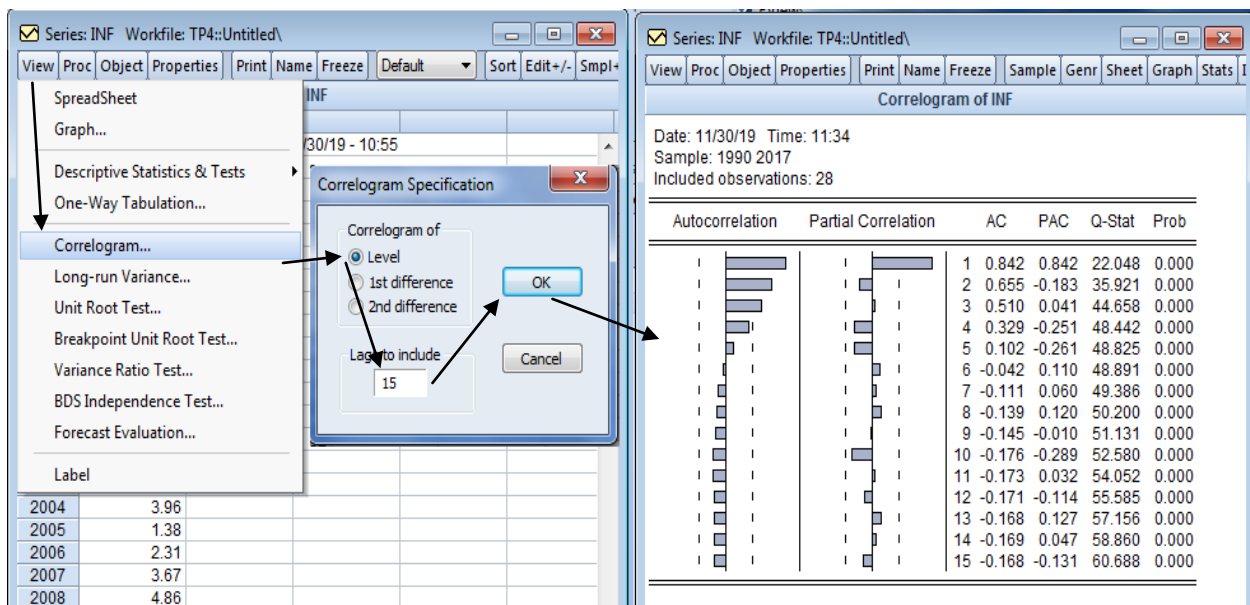 Series: INF Workfile: TP4::Untitled\
View Proc Object Properties Print Name Freeze Default Sort Edit+/- Smpl+
INF
/30/19 - 10:55
SpreadSheet
Graph...
Descriptive Statistics & Tests
One-Way Tabulation...
Correlogram...
Long-run Variance...
Unit Root Test...
Breakpoint Unit Root Test...
Variance Ratio Test...
BDS Independence Test...
Forecast Evaluation...
Label
2004 3.96
2005 1.38
2006 2.31
2007 3.67
2008 4.86
Correlogram Specification
Correlogram of
Level
1st difference
2nd difference
Lags to include
15
OK
Cancel
Series: INF Workfile: TP4::Untitled\
View Proc Object Properties Print Name Freeze Sample Genr Sheet Graph Stats
Correlogram of INF
Date: 11/30/19 Time: 11:34
Sample: 1990 2017
Included observations: 28
Autocorrelation Partial Correlation AC PAC Q-Stat Prob
1 0.842 0.842 22.048 0.000
2 0.655 -0.183 35.921 0.000
3 0.510 0.041 44.658 0.000
4 0.329 -0.251 48.442 0.000
5 0.102 -0.261 48.825 0.000
6 -0.042 0.110 48.891 0.000
7 -0.111 0.060 49.386 0.000
8 -0.139 0.120 50.200 0.000
9 -0.145 -0.010 51.131 0.000
10 -0.176 -0.289 52.580 0.000
11 -0.173 0.032 54.052 0.000
12 -0.171 -0.114 55.585 0.000
13 -0.168 0.127 57.156 0.000
14 -0.169 0.047 58.860 0.000
15 -0.168 -0.131 60.688 0.000